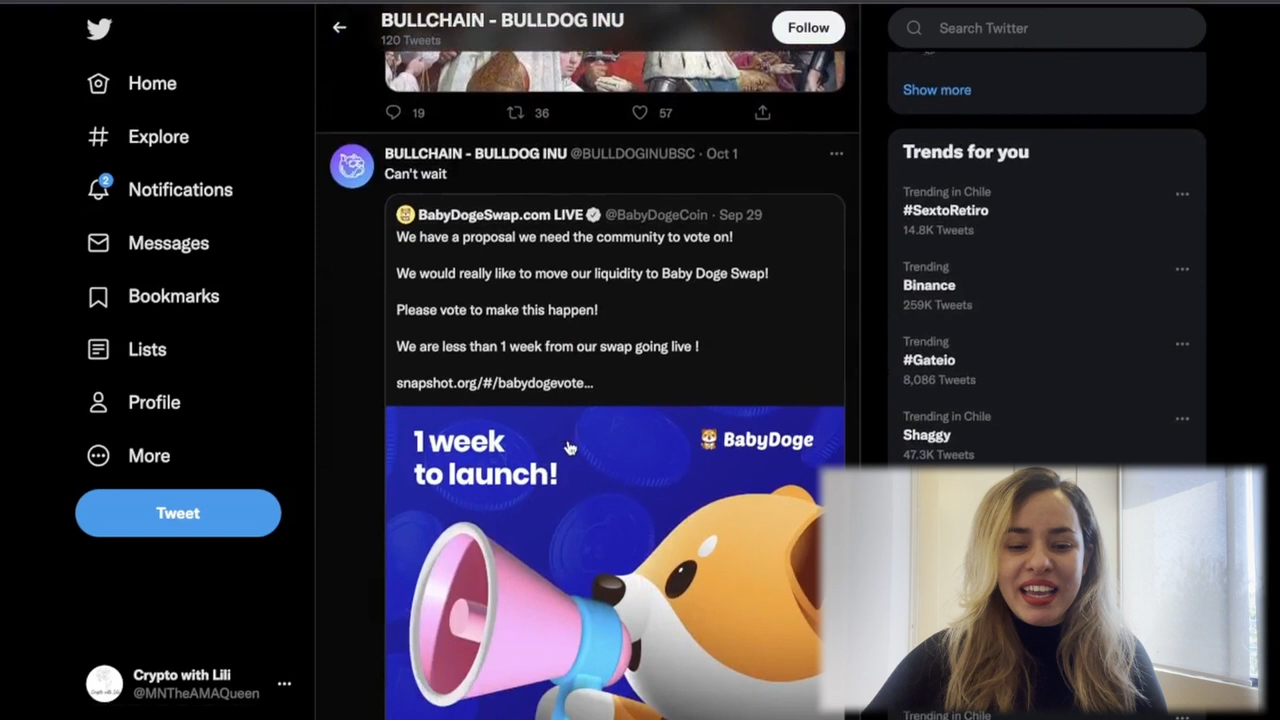 BULLCHAIN - BULLDOG INU
120 Tweets
Follow
Search Twitter
Home
Explore
2
Notifications
Messages
Bookmarks
Lists
Profile
More
Tweet
Crypto with Lili
@MNTheAMAQueen
19
36
57
BULLCHAIN - BULLDOG INU @BULLDOGINUBSC · Oct 1
Can't wait
BabyDogeSwap.com LIVE @BabyDogeCoin · Sep 29
We have a proposal we need the community to vote on!
We would really like to move our liquidity to Baby Doge Swap!
Please vote to make this happen!
We are less than 1 week from our swap going live !
snapshot.org/#/babydogevote...
1 week
to launch!
BabyDoge
Show more
Trends for you
Trending in Chile
#SextoRetiro
14.8K Tweets
Trending
Binance
259K Tweets
Trending
#Gateio
8,086 Tweets
Trending in Chile
Shaggy
47.3K Tweets
Trending in Chile